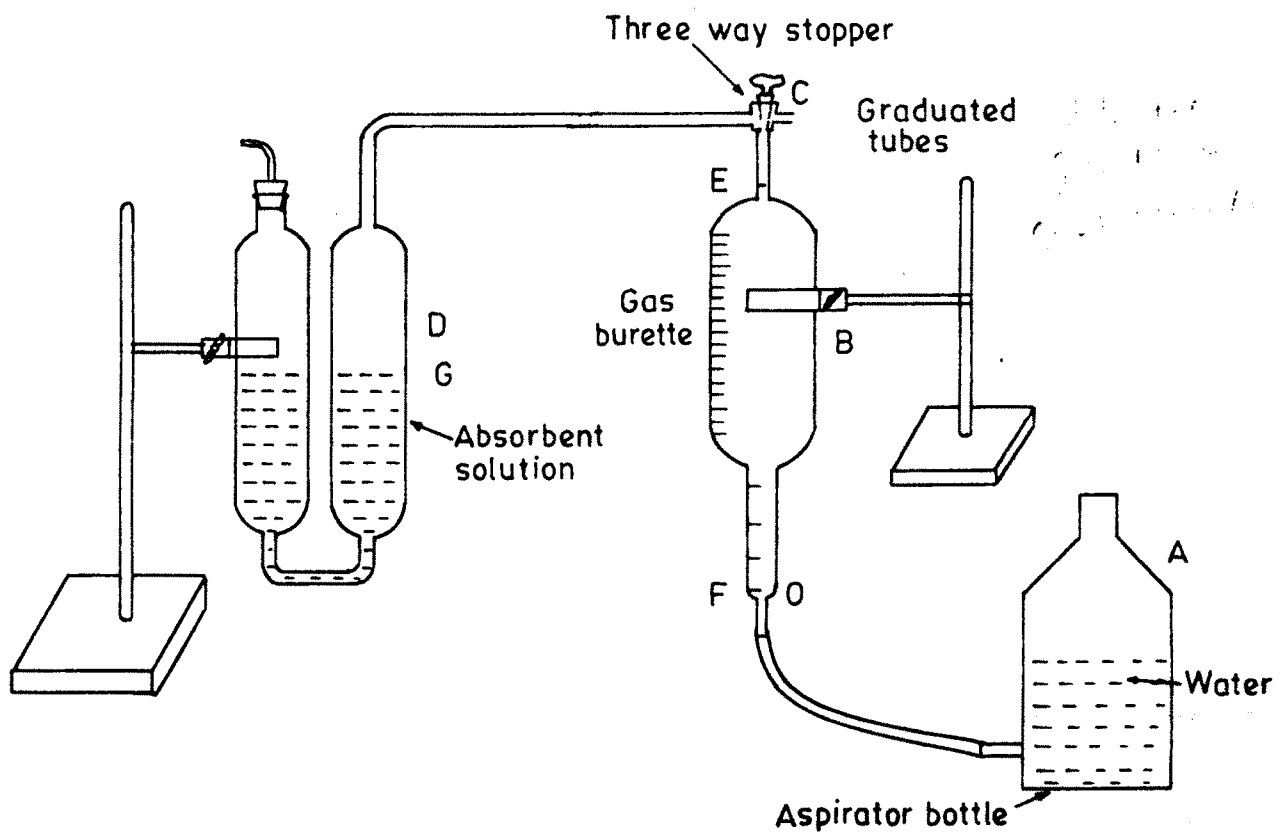 Three way stopper
C
Graduated
tubes
E
Gas
burette
B
D
G
Absorbent
solution
F
O
A
Water
Aspirator bottle